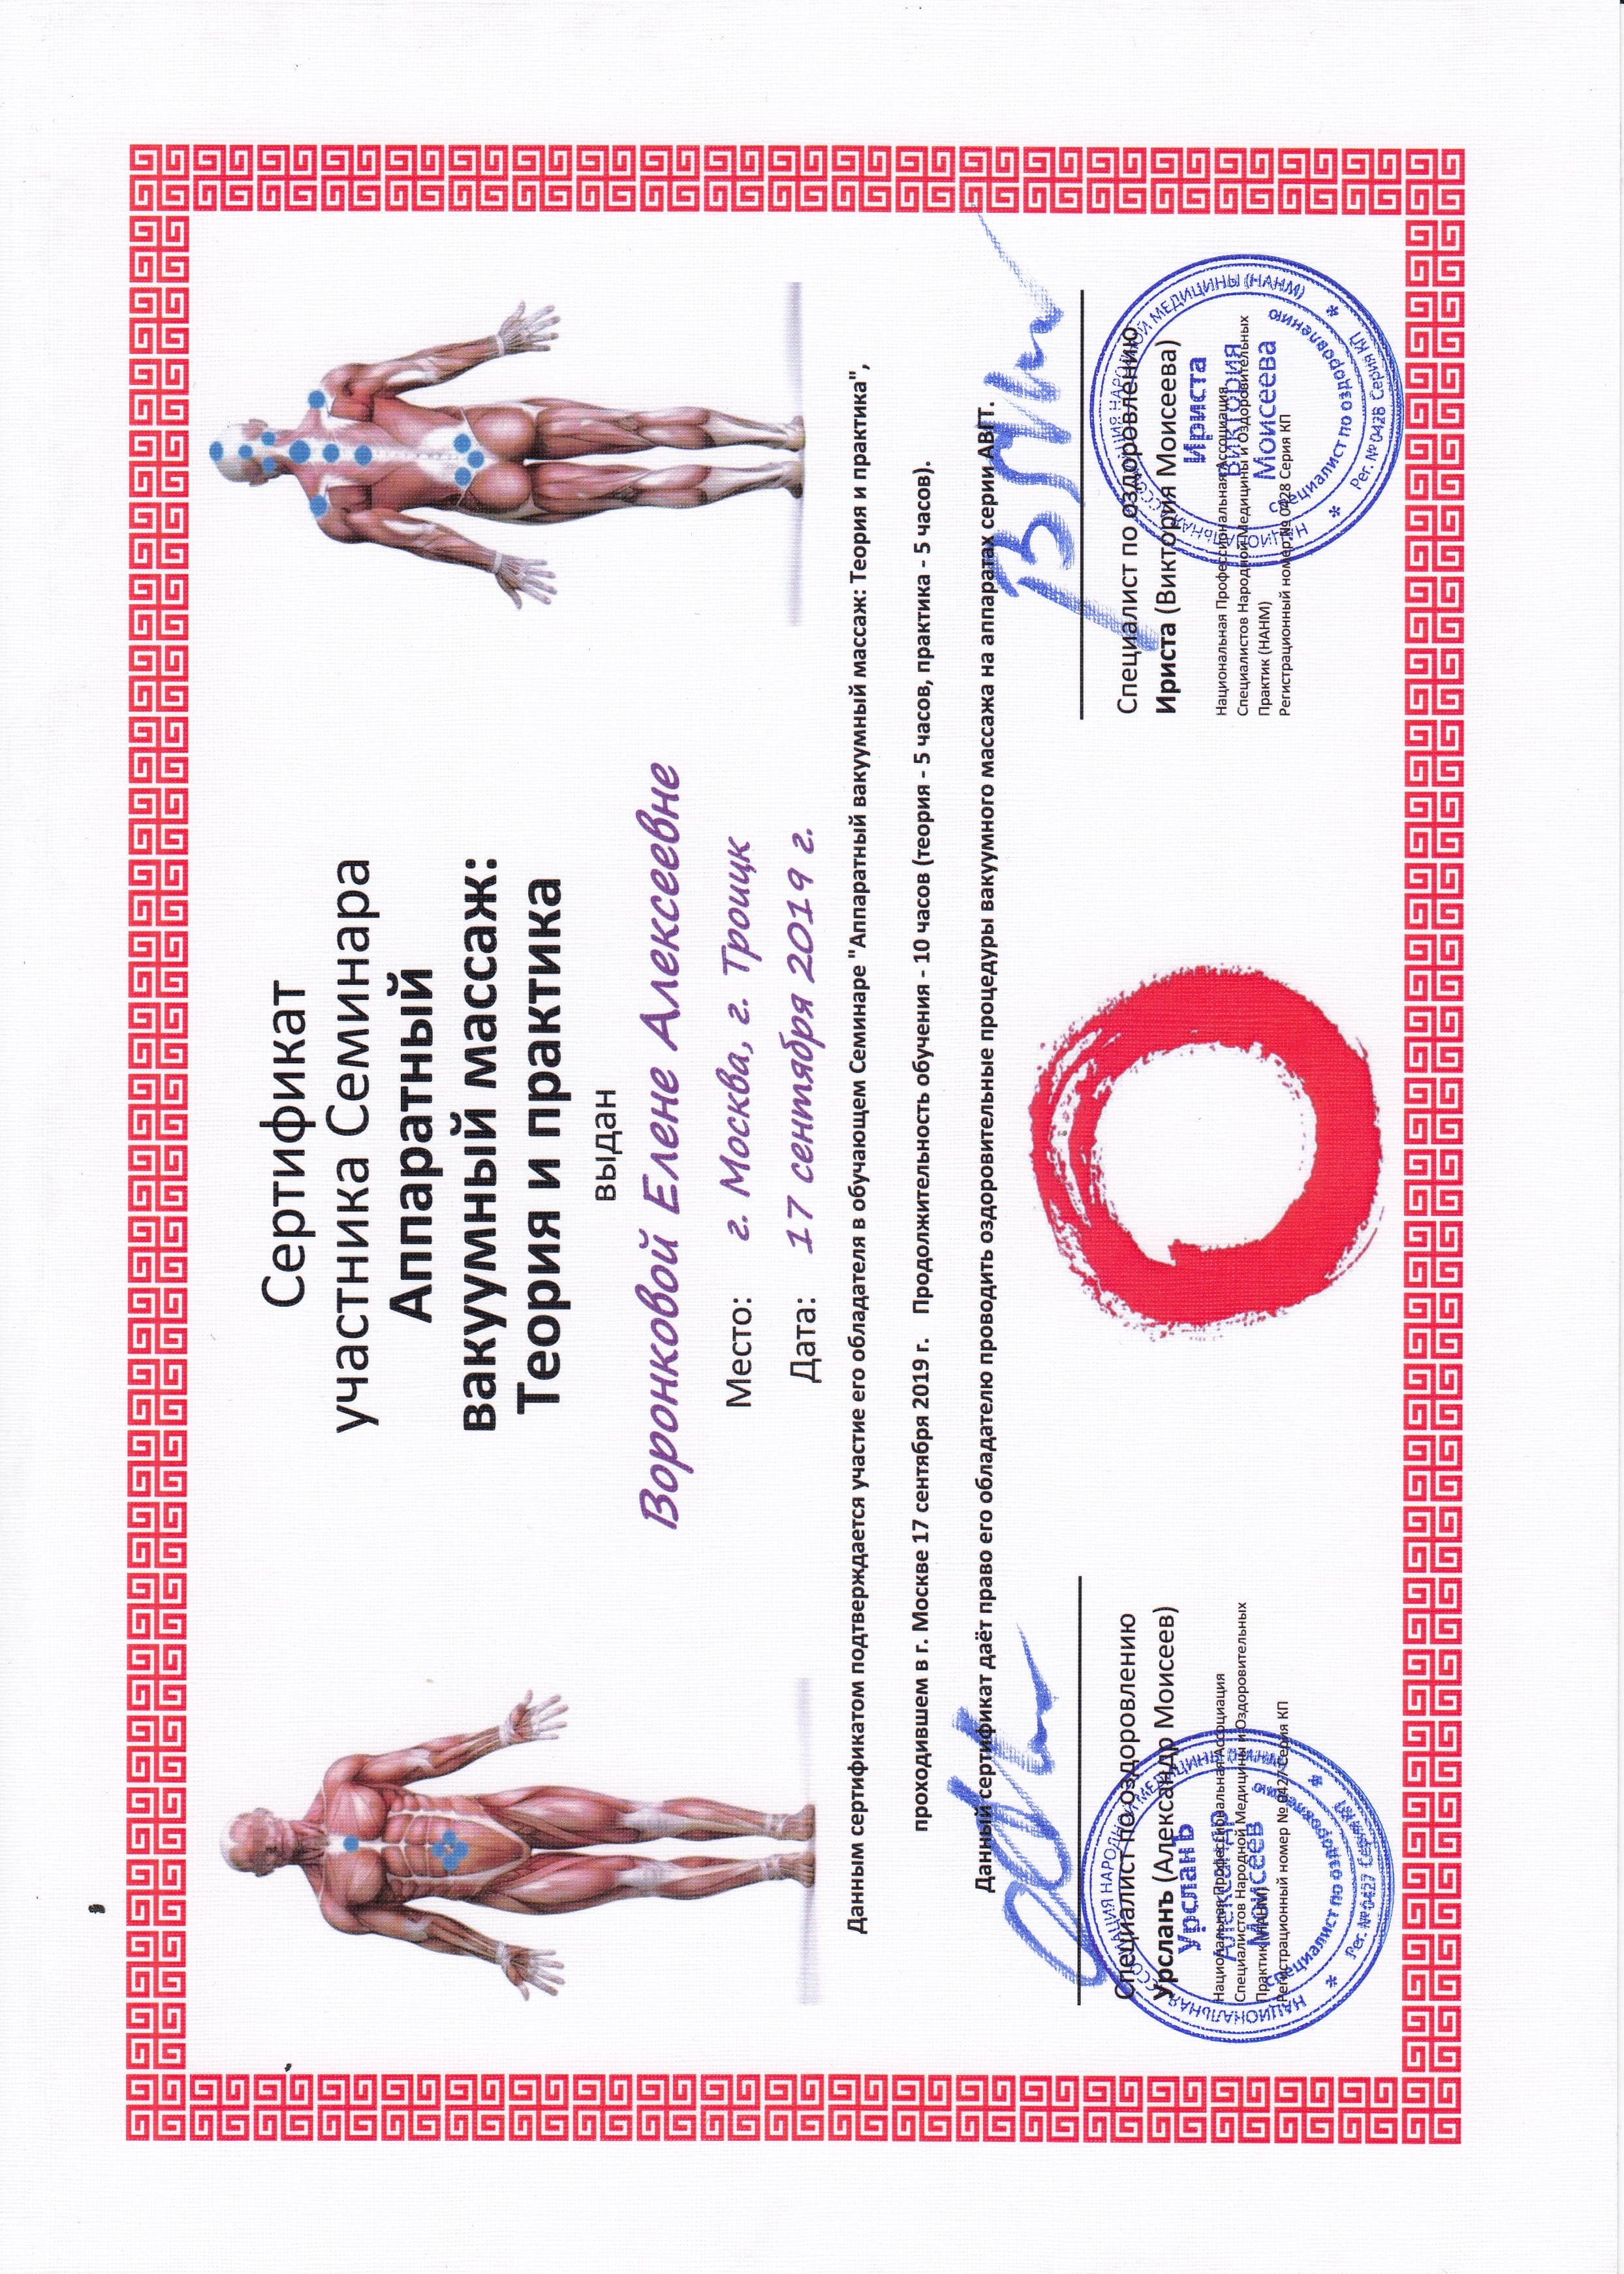 Сертификат
участника Семинара
Аппаратный
вакуумный массаж:
Теория и практика
выдан
Воронковой Елене Алексеевне
Место: г. Москва, г. Троицк
Дата: 17 сентября 2019 г.
Данным сертификатом подтверждается участие его обладателя в обучающем Семинаре "Аппаратный вакуумный массаж: Теория и практика",
проходившем в г. Москве 17 сентября 2019 г. Продолжительность обучения - 10 часов (теория - 5 часов, практика - 5 часов).
Данный сертификат даёт право его обладателю проводить оздоровительные процедуры вакуумного массажа на аппаратах серии АВГТ.
Специалист по оздоровлению
Урсланъ (Александр Моисеев)
Национальная Профессиональная Ассоциация
Специалистов Народной Медицины и Оздоровительных
Практик (НАНМ)
Регистрационный номер № 0427 Серия КП
НАЦИОНАЛЬНАЯ АССОЦИАЦИЯ НАРОДНОЙ МЕДИЦИНЫ (НАНМ)
УрсланЪ
Александр
Моисеев
специалист по оздоровлению
Рег. № 0427 Серия КП
Специалист по оздоровлению
Ириста (Виктория Моисеева)
Национальная Профессиональная Ассоциация
Специалистов Народной Медицины и Оздоровительных
Практик (НАНМ)
Регистрационный номер № 0428 Серия КП
НАЦИОНАЛЬНАЯ АССОЦИАЦИЯ НАРОДНОЙ МЕДИЦИНЫ (НАНМ)
Ириста
Виктория
Моисеева
специалист по оздоровлению
Рег. № 0428 Серия КП